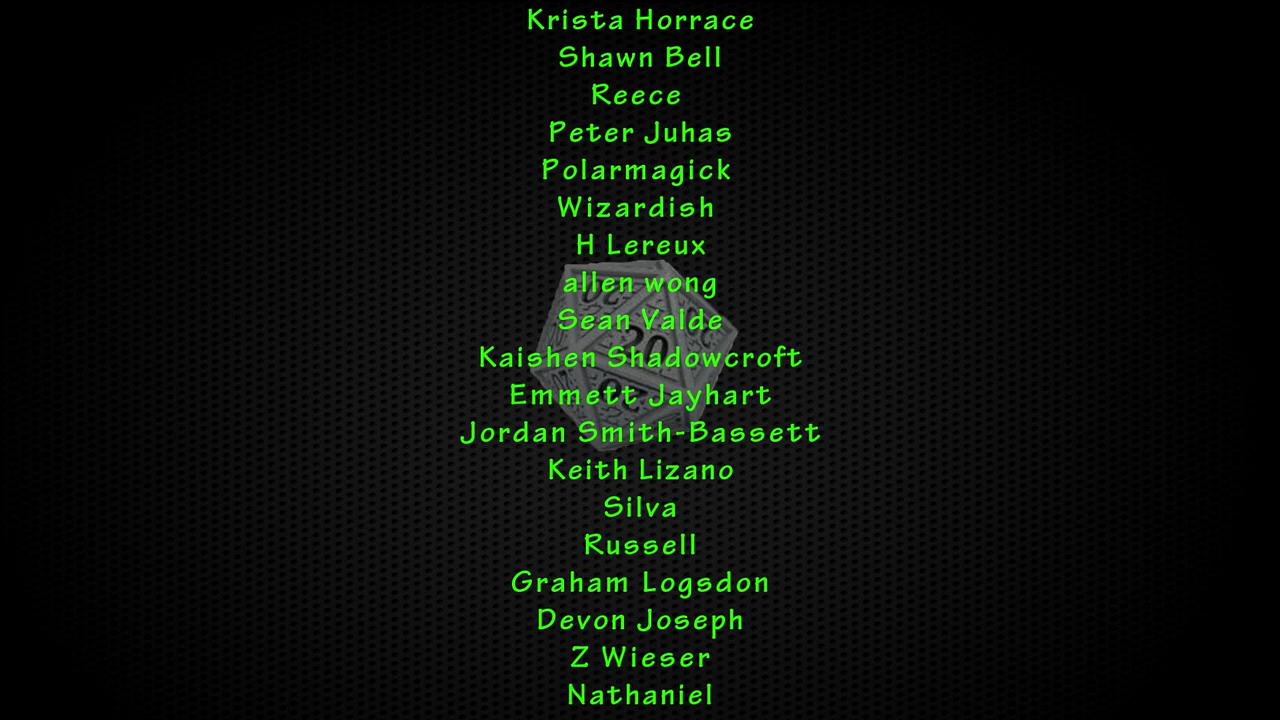 Krista Horrace
Shawn Bell
Reece
Peter Juhas
Polarmagick
Wizardish
H Lereux
allen wong
Sean Valde
20
Kaishen Shadowcroft
Emmett Jayhart
Jordan Smith-Bassett
Keith Lizano
Silva
Russell
Graham Logsdon
Devon Joseph
Z Wieser
Nathaniel